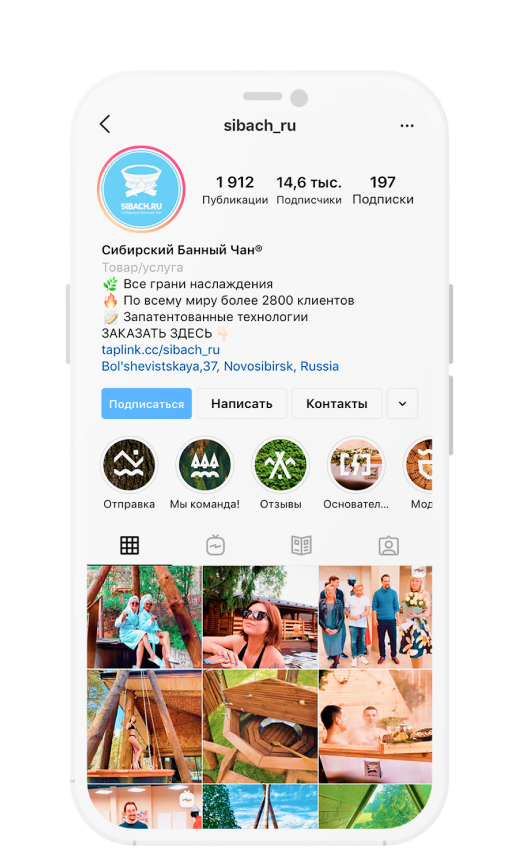 sibach_ru
1 912 14,6 тыс. 197
Публикации Подписчики Подписки
SIBACH.RU
Сибирский Банный Чан®
Товар/услуга
🌿 Все грани наслаждения
🔥 По всему миру более 2800 клиентов
Запатентованные технологии
ЗАКАЗАТЬ ЗДЕСЬ 👇🏻
taplink.cc/sibach_ru
Bol'shevistskaya,37, Novosibirsk, Russia
Подписаться Написать Контакты
Отправка Мы команда! Отзывы Основател... Мод